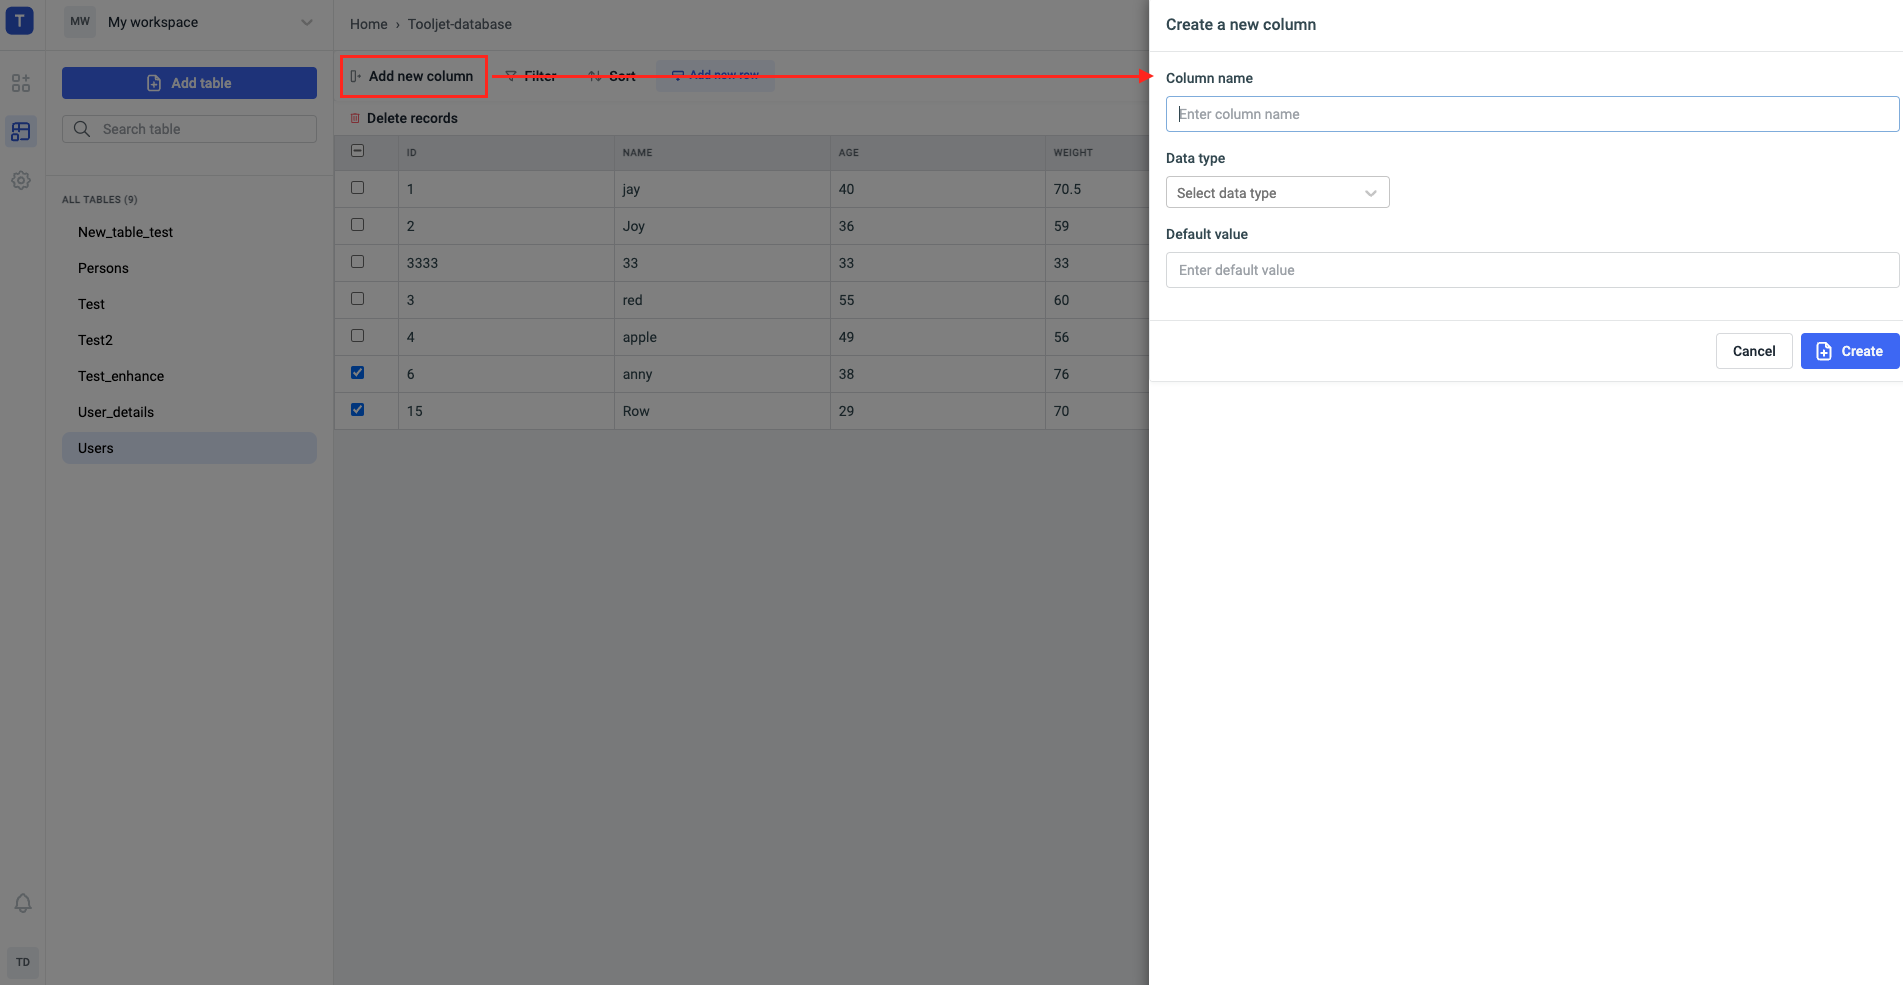 T
MW My workspace
Home › Tooljet-database
Create a new column
Add table
Search table
ALL TABLES (9)
New_table_test
Persons
Test
Test2
Test_enhance
User_details
Users
TD
Add new column Filter Sort Add new row
Delete records
ID NAME AGE WEIGHT
1 jay 40 70.5
2 Joy 36 59
3333 33 33 33
3 red 55 60
4 apple 49 56
6 anny 38 76
15 Row 29 70
Column name
Enter column name
Data type
Select data type
Default value
Enter default value
Cancel Create